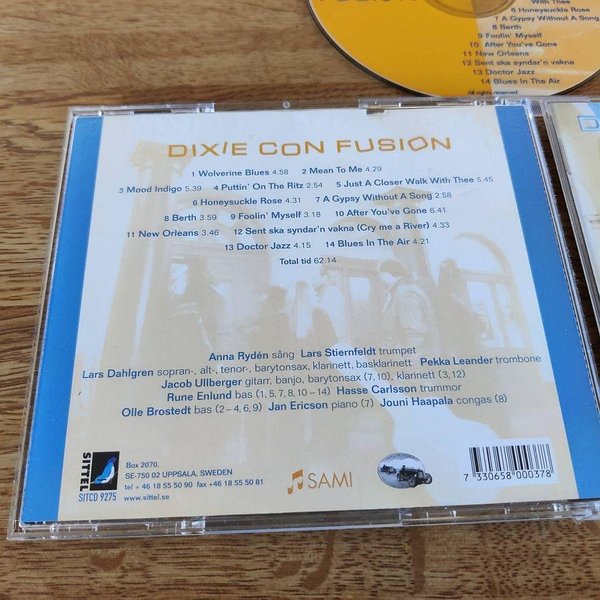 With Thee
6 Honeysuckle Rose
7 A Gypsy Without A Song
8 Berth
9 Foolin' Myself
10 After You've Gone
11 New Orleans
12 Sent ska syndar'n vakna
13 Doctor Jazz
14 Blues In The Air
All rights reserved
DIXIE CON FUSION
1 Wolverine Blues 4.58 2 Mean To Me 4.29
3 Mood Indigo 5.39 4 Puttin' On The Ritz 2.54 5 Just A Closer Walk With Thee 5.45
6 Honeysuckle Rose 4.31 7 A Gypsy Without A Song 2.58
8 Berth 3.59 9 Foolin' Myself 3.18 10 After You've Gone 6.41
11 New Orleans 3.46 12 Sent ska syndar'n vakna (Cry me a River) 4.33
13 Doctor Jazz 4.15 14 Blues In The Air 4.21
Total tid 62.14
Anna Rydén sång Lars Stiernfeldt trumpet
Lars Dahlgren sopran-, alt-, tenor-, barytonsax, klarinett, basklarinett Pekka Leander trombone
Jacob Ullberger gitarr, banjo, barytonsax (7, 10), klarinett (3,12)
Rune Enlund bas (1, 5, 7, 8, 10–14) Hasse Carlsson trummor
Olle Brostedt bas (2–4, 6, 9) Jan Ericson piano (7) Jouni Haapala congas (8)
SITTEL
SITCD 9275
Box 2070,
SE-750 02 UPPSALA, SWEDEN
tel + 46 18 55 50 90 fax +46 18 55 50 81
www.sittel.se
SAMI
7 330658 000378